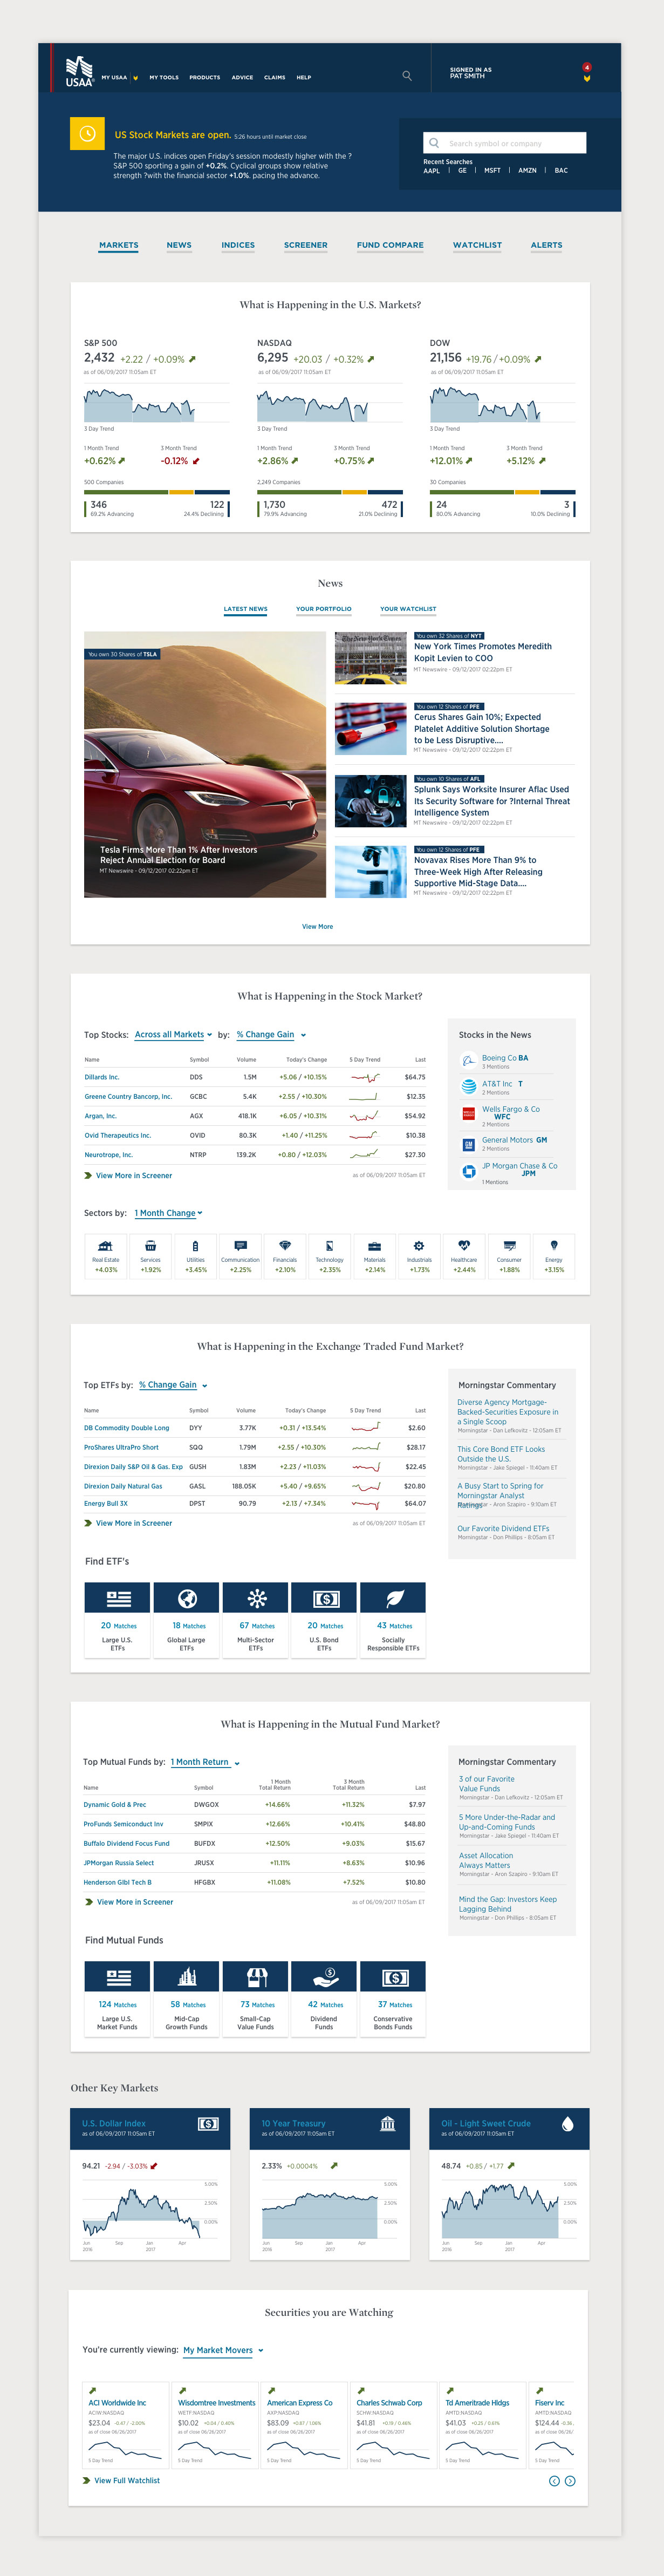 USAA®
MY USAA
MY TOOLS
PRODUCTS
ADVICE
CLAIMS
HELP
SIGNED IN AS
PAT SMITH
4
US Stock Markets are open. 5:26 hours until market close
The major U.S. indices open Friday's session modestly higher with the ?
S&P 500 sporting a gain of +0.2%. Cyclical groups show relative
strength ?with the financial sector +1.0%. pacing the advance.
Search symbol or company
Recent Searches
AAPL | GE | MSFT | AMZN | BAC
MARKETS
NEWS
INDICES
SCREENER
FUND COMPARE
WATCHLIST
ALERTS
What is Happening in the U.S. Markets?
S&P 500
2,432 +2.22 / +0.09%
as of 06/09/2017 11:05am ET
3 Day Trend
1 Month Trend
3 Month Trend
+0.62%
-0.12%
500 Companies
346
122
69.2% Advancing
24.4% Declining
NASDAQ
6,295 +20.03 / +0.32%
as of 06/09/2017 11:05am ET
3 Day Trend
1 Month Trend
3 Month Trend
+2.86%
+0.75%
2,249 Companies
1,730
472
79.9% Advancing
21.0% Declining
DOW
21,156 +19.76 / +0.09%
as of 06/09/2017 11:05am ET
3 Day Trend
1 Month Trend
3 Month Trend
+12.01%
+5.12%
30 Companies
24
3
80.0% Advancing
10.0% Declining
News
LATEST NEWS
YOUR PORTFOLIO
YOUR WATCHLIST
You own 30 Shares of TSLA
Tesla Firms More Than 1% After Investors
Reject Annual Election for Board
MT Newswire - 09/12/2017 02:22pm ET
The New York Times
You own 32 Shares of NYT
New York Times Promotes Meredith
Kopit Levien to COO
MT Newswire - 09/12/2017 02:22pm ET
You own 12 Shares of PFE
Cerus Shares Gain 10%; Expected
Platelet Additive Solution Shortage
to be Less Disruptive....
MT Newswire - 09/12/2017 02:22pm ET
You own 10 Shares of AFL
Splunk Says Worksite Insurer Aflac Used
Its Security Software for ?Internal Threat
Intelligence System
MT Newswire - 09/12/2017 02:22pm ET
You own 12 Shares of PFE
Novavax Rises More Than 9% to
Three-Week High After Releasing
Supportive Mid-Stage Data....
MT Newswire - 09/12/2017 02:22pm ET
View More
What is Happening in the Stock Market?
Top Stocks: Across all Markets by: % Change Gain
Name Symbol Volume Today's Change 5 Day Trend Last
Dillards Inc. DDS 1.5M +5.06 / +10.15% $64.75
Greene Country Bancorp, Inc. GCBC 5.4K +2.55 / +10.30% $12.35
Argan, Inc. AGX 418.1K +6.05 / +10.31% $54.92
Ovid Therapeutics Inc. OVID 80.3K +1.40 / +11.25% $10.38
Neurotrope, Inc. NTRP 139.2K +0.80 / +12.03% $27.30
View More in Screener
as of 06/09/2017 11:05am ET
Stocks in the News
Boeing Co BA
3 Mentions
AT&T Inc T
2 Mentions
Wells Fargo & Co
WFC
2 Mentions
GM
General Motors GM
2 Mentions
JP Morgan Chase & Co
JPM
1 Mentions
Sectors by: 1 Month Change
Real Estate
+4.03%
Services
+1.92%
Utilities
+3.45%
Communication
+2.25%
Financials
+2.10%
Technology
+2.35%
Materials
+2.14%
Industrials
+1.73%
Healthcare
+2.44%
Consumer
+1.88%
Energy
+3.15%
What is Happening in the Exchange Traded Fund Market?
Top ETFs by: % Change Gain
Name Symbol Volume Today's Change 5 Day Trend Last
DB Commodity Double Long DYY 3.77K +0.31 / +13.54% $2.60
ProShares UltraPro Short SQQ 1.79M +2.55 / +10.30% $28.17
Direxion Daily S&P Oil & Gas. Exp GUSH 1.83M +2.23 / +11.03% $22.45
Direxion Daily Natural Gas GASL 188.05K +5.40 / +9.65% $20.80
Energy Bull 3X DPST 90.79 +2.13 / +7.34% $64.07
View More in Screener
as of 06/09/2017 11:05am ET
Morningstar Commentary
Diverse Agency Mortgage-
Backed-Securities Exposure in
a Single Scoop
Morningstar - Dan Lefkovitz - 12:05am ET
This Core Bond ETF Looks
Outside the U.S.
Morningstar - Jake Spiegel - 11:40am ET
A Busy Start to Spring for
Morningstar Analyst
Ratings
Morningstar - Aron Szapiro - 9:10am ET
Our Favorite Dividend ETFs
Morningstar - Don Phillips - 8:05am ET
Find ETF's
20 Matches
Large U.S.
ETFs
18 Matches
Global Large
ETFs
67 Matches
Multi-Sector
ETFs
20 Matches
U.S. Bond
ETFs
43 Matches
Socially
Responsible ETFs
What is Happening in the Mutual Fund Market?
Top Mutual Funds by: 1 Month Return
Name Symbol 1 Month Total Return 3 Month Total Return Last
Dynamic Gold & Prec DWGOX +14.66% +11.32% $7.97
ProFunds Semiconduct Inv SMPIX +12.66% +10.41% $48.80
Buffalo Dividend Focus Fund BUFDX +12.50% +9.03% $15.67
JPMorgan Russia Select JRUSX +11.11% +8.63% $10.96
Henderson Glbl Tech B HFGBX +11.08% +7.52% $10.80
View More in Screener
as of 06/09/2017 11:05am ET
Morningstar Commentary
3 of our Favorite
Value Funds
Morningstar - Dan Lefkovitz - 12:05am ET
5 More Under-the-Radar and
Up-and-Coming Funds
Morningstar - Jake Spiegel - 11:40am ET
Asset Allocation
Always Matters
Morningstar - Aron Szapiro - 9:10am ET
Mind the Gap: Investors Keep
Lagging Behind
Morningstar - Don Phillips - 8:05am ET
Find Mutual Funds
124 Matches
Large U.S.
Market Funds
58 Matches
Mid-Cap
Growth Funds
73 Matches
Small-Cap
Value Funds
42 Matches
Dividend
Funds
37 Matches
Conservative
Bonds Funds
Other Key Markets
U.S. Dollar Index
as of 06/09/2017 11:05am ET
94.21 -2.94 / -3.03%
5.00%
2.50%
0.00%
Jun Sep Jan Apr
2016 2017
10 Year Treasury
as of 06/09/2017 11:05am ET
2.33% +0.0004%
5.00%
2.50%
0.00%
Jun Sep Jan Apr
2016 2017
Oil - Light Sweet Crude
as of 06/09/2017 11:05am ET
48.74 +0.85 / +1.77
5.00%
2.50%
0.00%
Jun Sep Jan Apr
2016 2017
Securities you are Watching
You're currently viewing: My Market Movers
ACI Worldwide Inc
ACIW:NASDAQ
$23.04 -0.47 / -2.00%
as of close 06/26/2017
5 Day Trend
Wisdomtree Investments
WETF:NASDAQ
$10.02 +0.04 / 0.40%
as of close 06/26/2017
5 Day Trend
American Express Co
AXP:NASDAQ
$83.09 +0.87 / 1.06%
as of close 06/26/2017
5 Day Trend
Charles Schwab Corp
SCHW:NASDAQ
$41.81 +0.19 / 0.46%
as of close 06/26/2017
5 Day Trend
Td Ameritrade Hldgs
AMTD:NASDAQ
$41.03 +0.25 / 0.61%
as of close 06/26/2017
5 Day Trend
Fiserv Inc
AMTD:NASDAQ
$124.44 -0.36
as of close 06/26/
5 Day Trend
View Full Watchlist